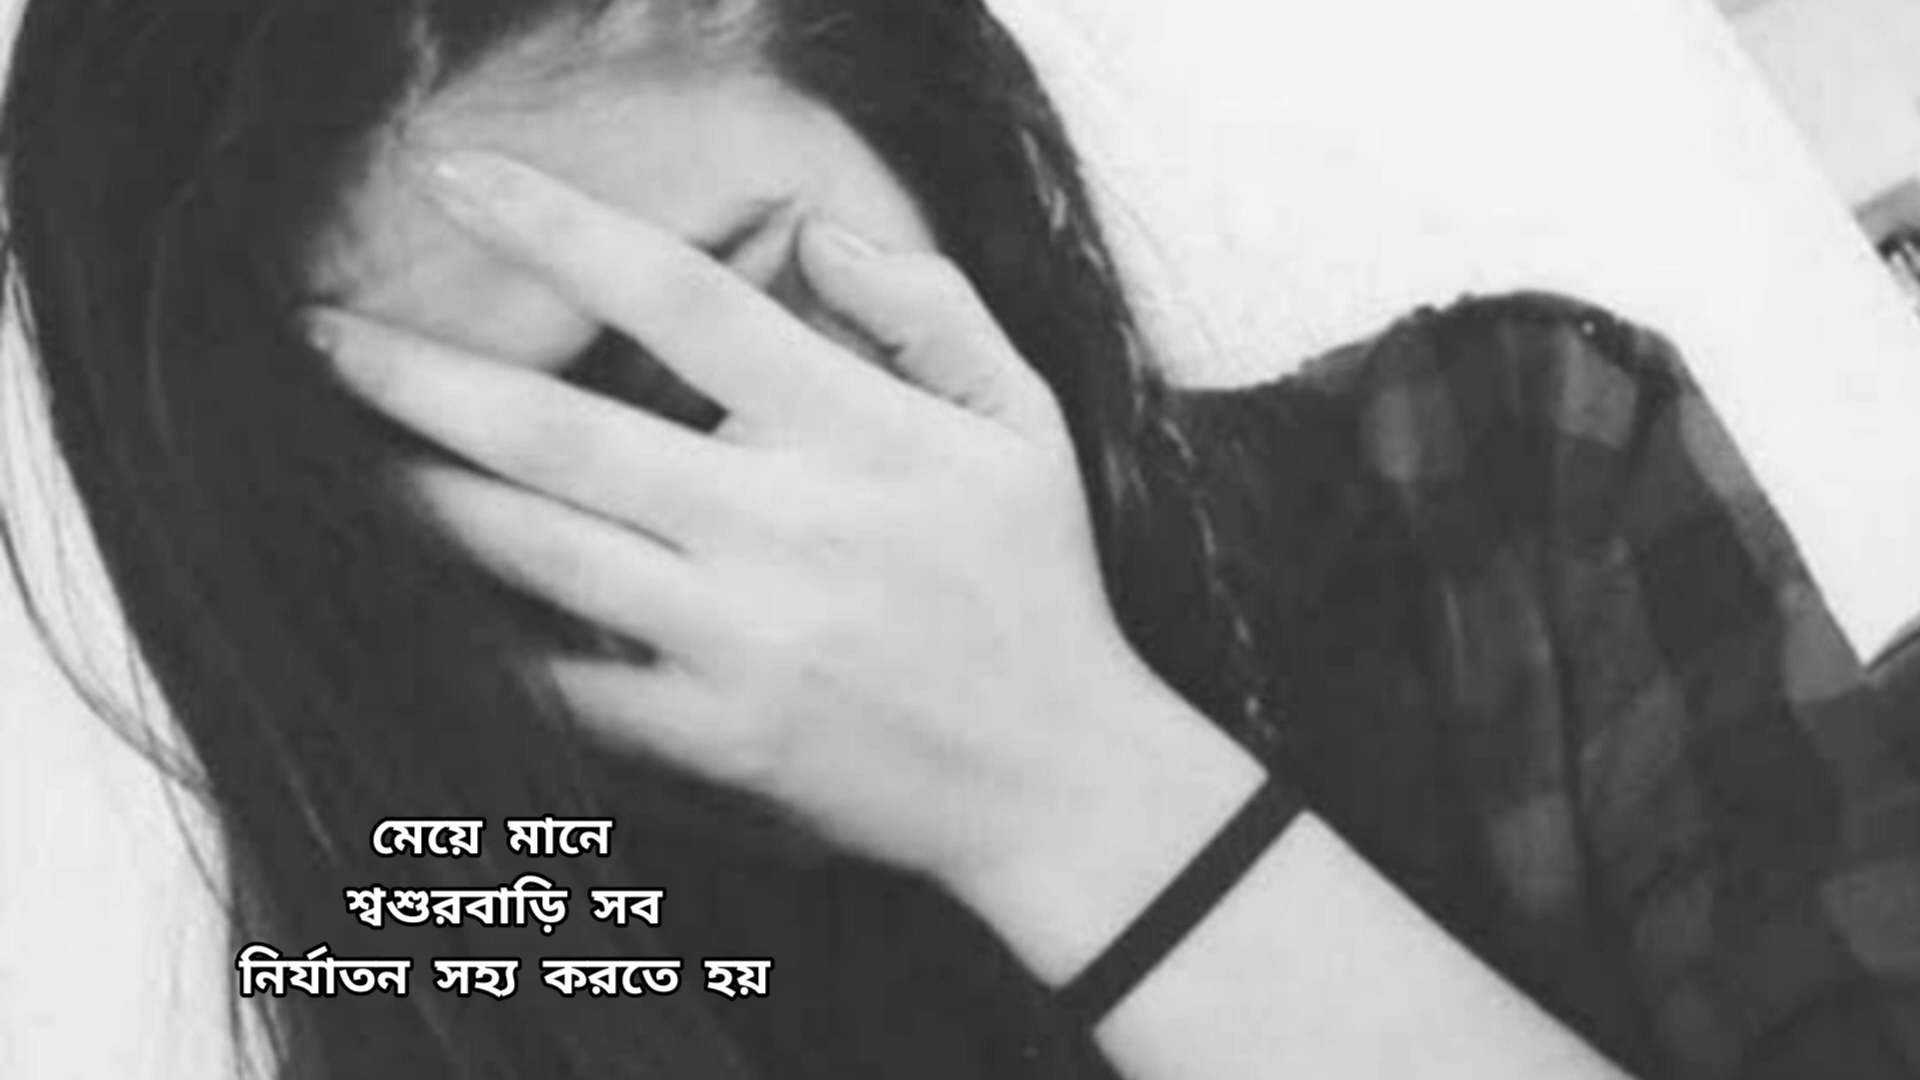 মেয়ে মানে
শ্বশুরবাড়ি সব
নির্যাতন সহ্য করতে হয়